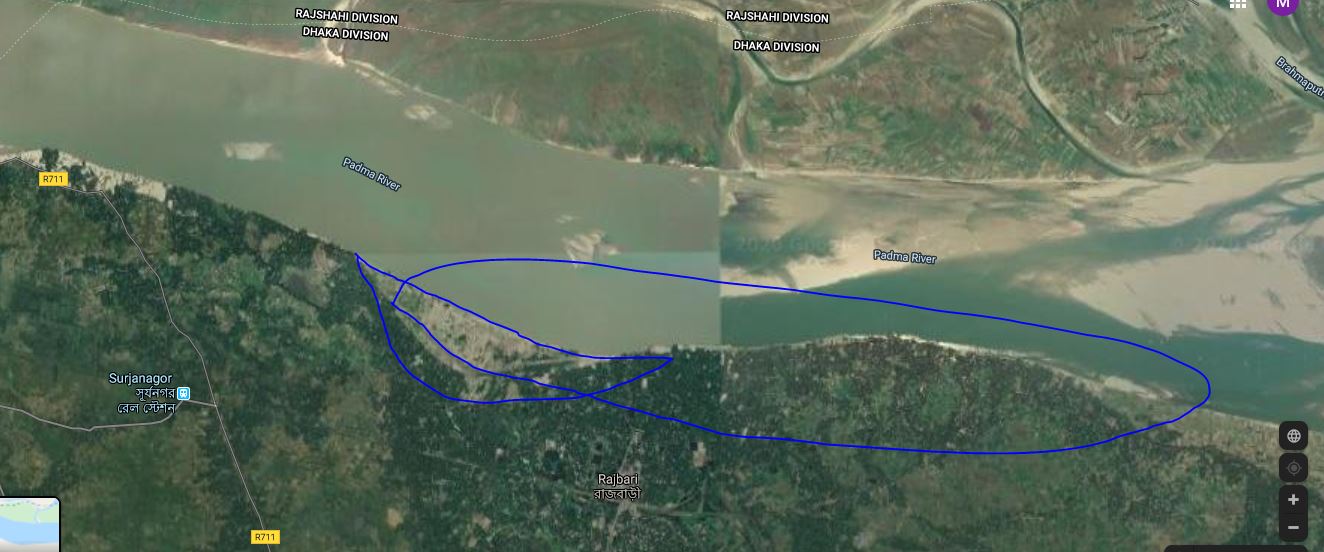 RAJSHAHI DIVISION
DHAKA DIVISION
RAJSHAHI DIVISION
DHAKA DIVISION
M
Padma River
R711
Padma River
Surjanagor
সূর্যনগর
রেল স্টেশন
Rajbari
রাজবাড়ী
R711